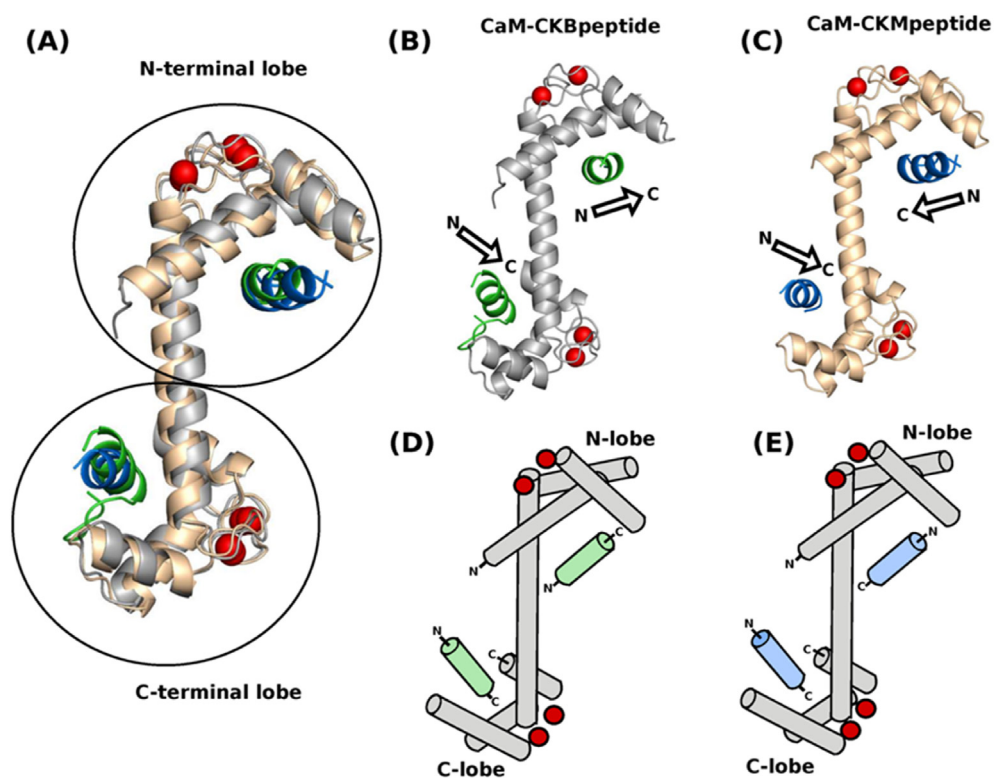 (A)
N-terminal lobe
C-terminal lobe
(B)
CaM-CKBpeptide
N
C
N
C
(C)
CaM-CKMpeptide
N
C
N
C
(D)
N-lobe
N
C
N
N
C
C
C-lobe
(E)
N-lobe
N
N
C
N
C
C
C-lobe